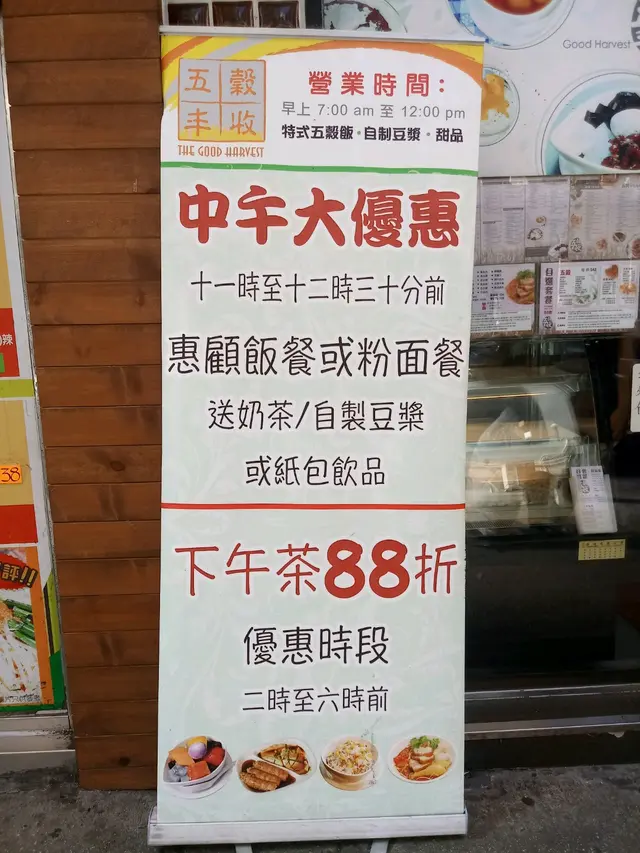 五穀
丰收
THE GOOD HARVEST
營業時間：
早上 7:00 am 至 12:00 pm
特式五穀飯·自制豆漿·甜品
中午大優惠
十一時至十二時三十分前
惠顧飯餐或粉面餐
送奶茶/自製豆漿
或紙包飲品
下午茶88折
優惠時段
二時至六時前
Good Harvest
辣
38
評!!